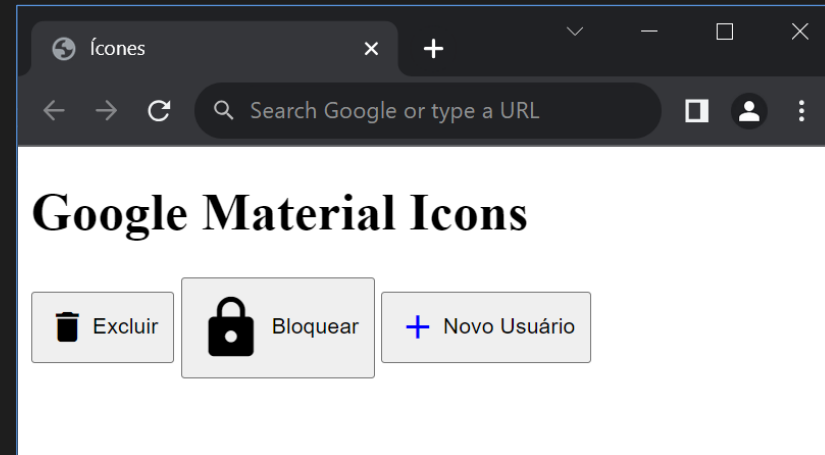 Ícones
Search Google or type a URL
Google Material Icons
Excluir
Bloquear
Novo Usuário